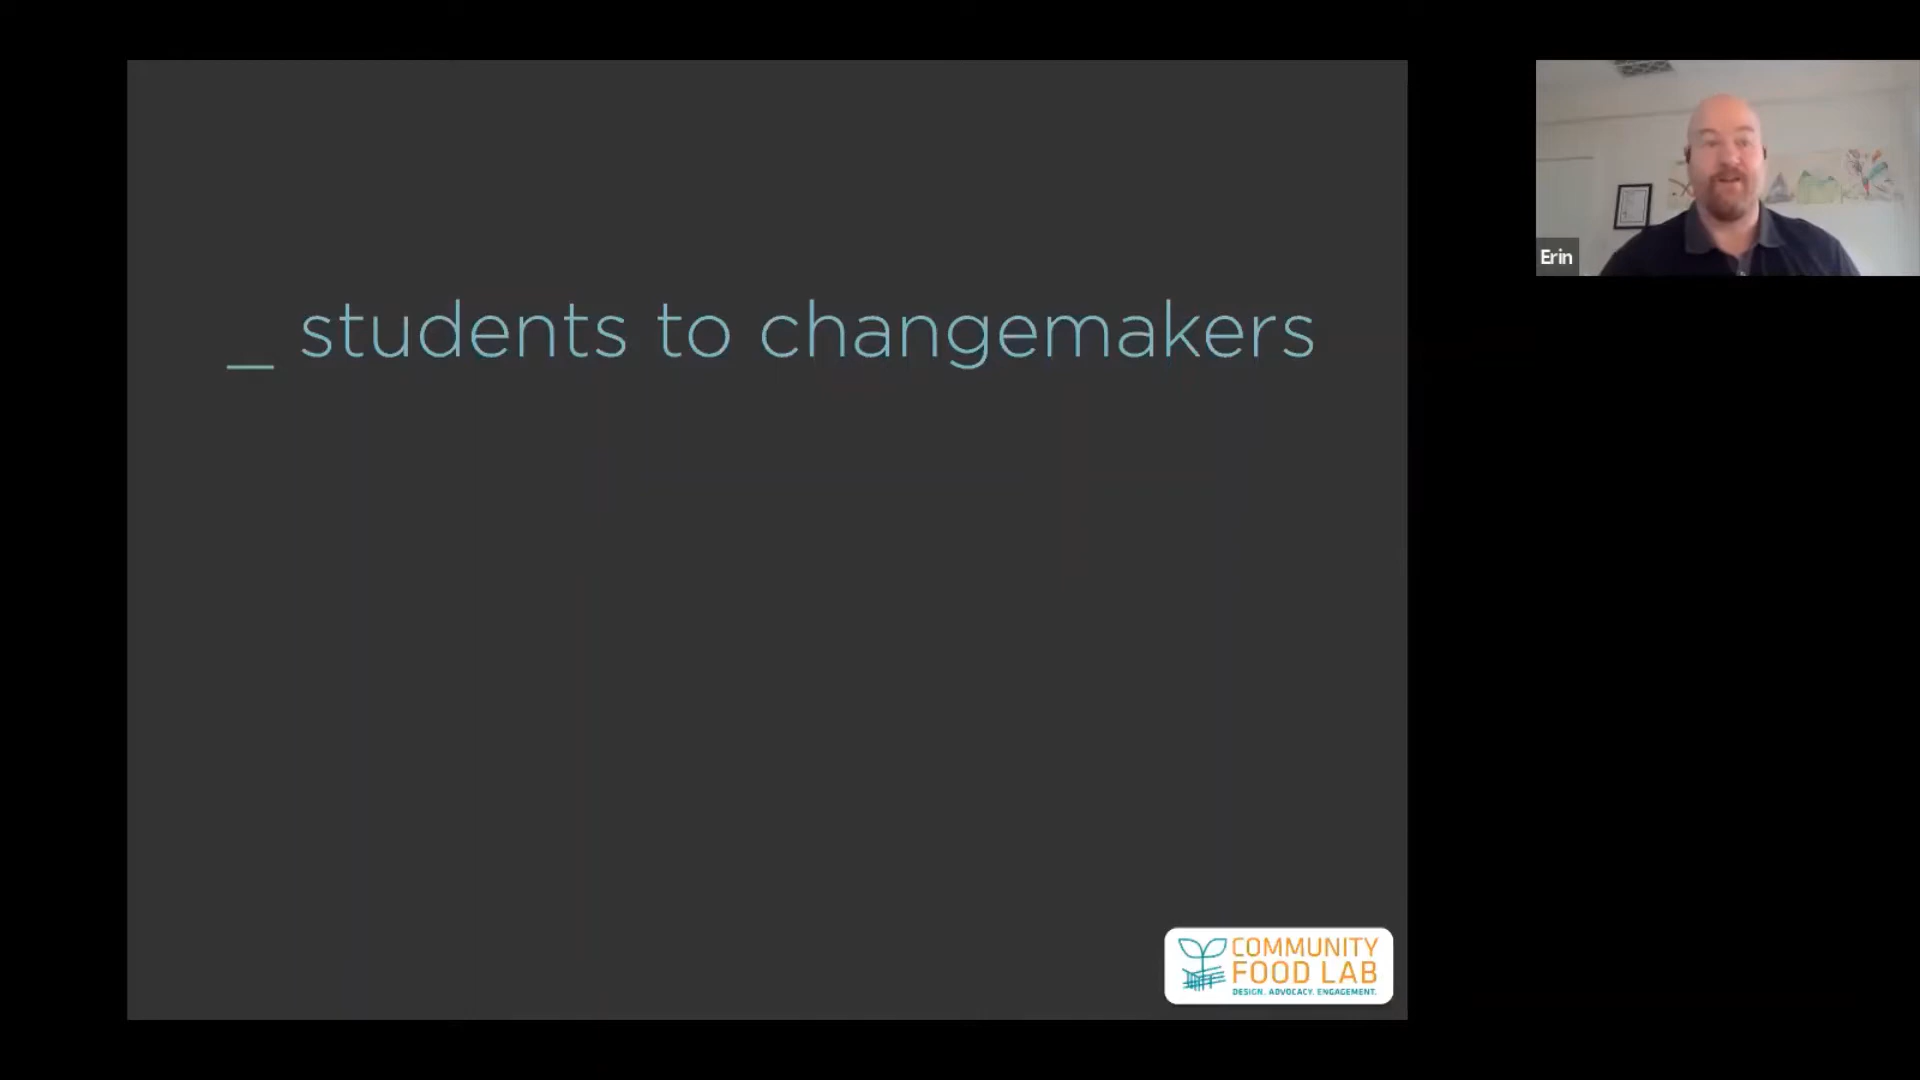 _ students to changemakers
Erin
COMMUNITY
FOOD LAB
DESIGN. ADVOCACY. ENGAGEMENT.